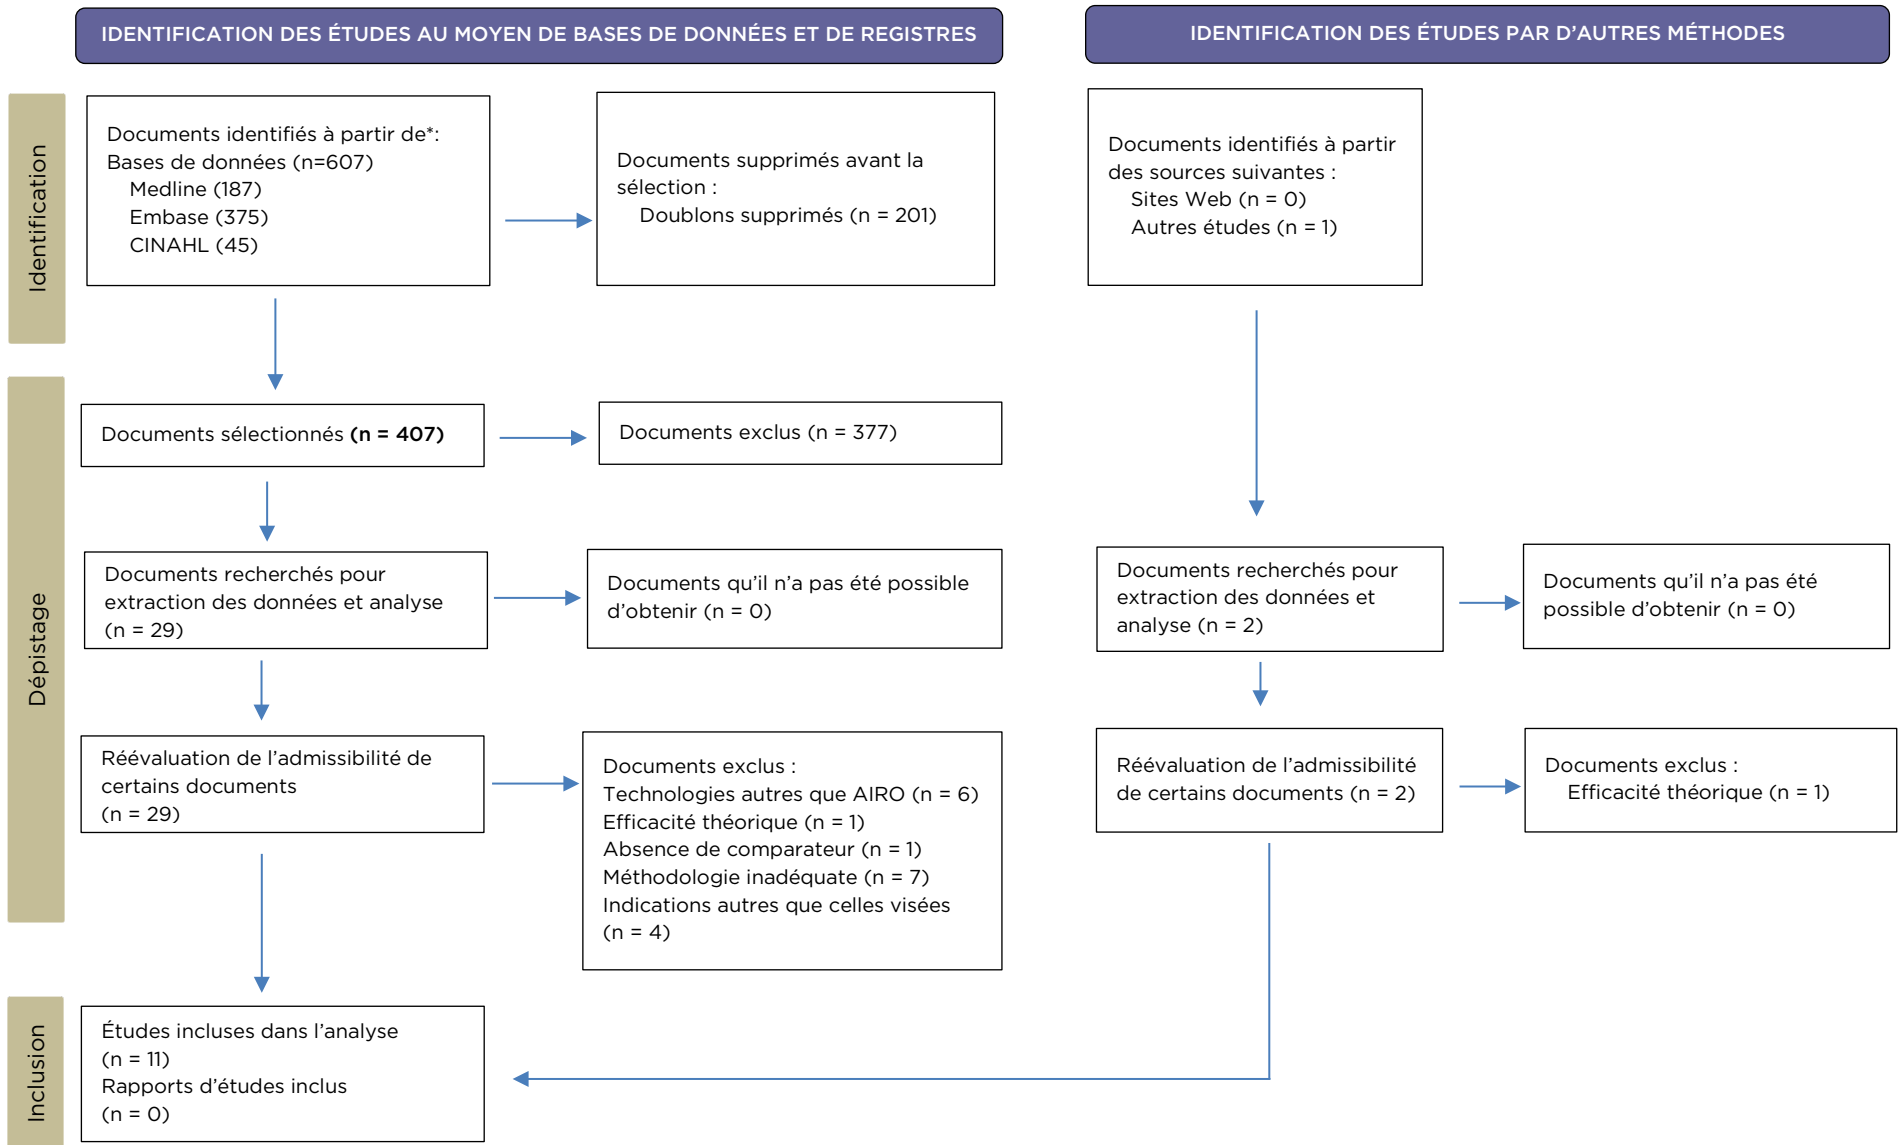 IDENTIFICATION DES ÉTUDES AU MOYEN DE BASES DE DONNÉES ET DE REGISTRES
IDENTIFICATION DES ÉTUDES PAR D'AUTRES MÉTHODES
Identification
Documents identifiés à partir de*:
Bases de données (n=607)
Medline (187)
Embase (375)
CINAHL (45)
Documents supprimés avant la
sélection :
Doublons supprimés (n = 201)
Documents identifiés à partir
des sources suivantes :
Sites Web (n = 0)
Autres études (n = 1)
Dépistage
Documents sélectionnés (n = 407)
Documents exclus (n = 377)
Documents recherchés pour
extraction des données et analyse
(n = 29)
Documents qu'il n'a pas été possible
d'obtenir (n = 0)
Documents recherchés pour
extraction des données et
analyse (n = 2)
Documents qu'il n'a pas été
possible d'obtenir (n = 0)
Réévaluation de l'admissibilité de
certains documents
(n = 29)
Documents exclus :
Technologies autres que AIRO (n = 6)
Efficacité théorique (n = 1)
Absence de comparateur (n = 1)
Méthodologie inadéquate (n = 7)
Indications autres que celles visées
(n = 4)
Réévaluation de l'admissibilité
de certains documents (n = 2)
Documents exclus :
Efficacité théorique (n = 1)
Inclusion
Études incluses dans l'analyse
(n = 11)
Rapports d'études inclus
(n = 0)